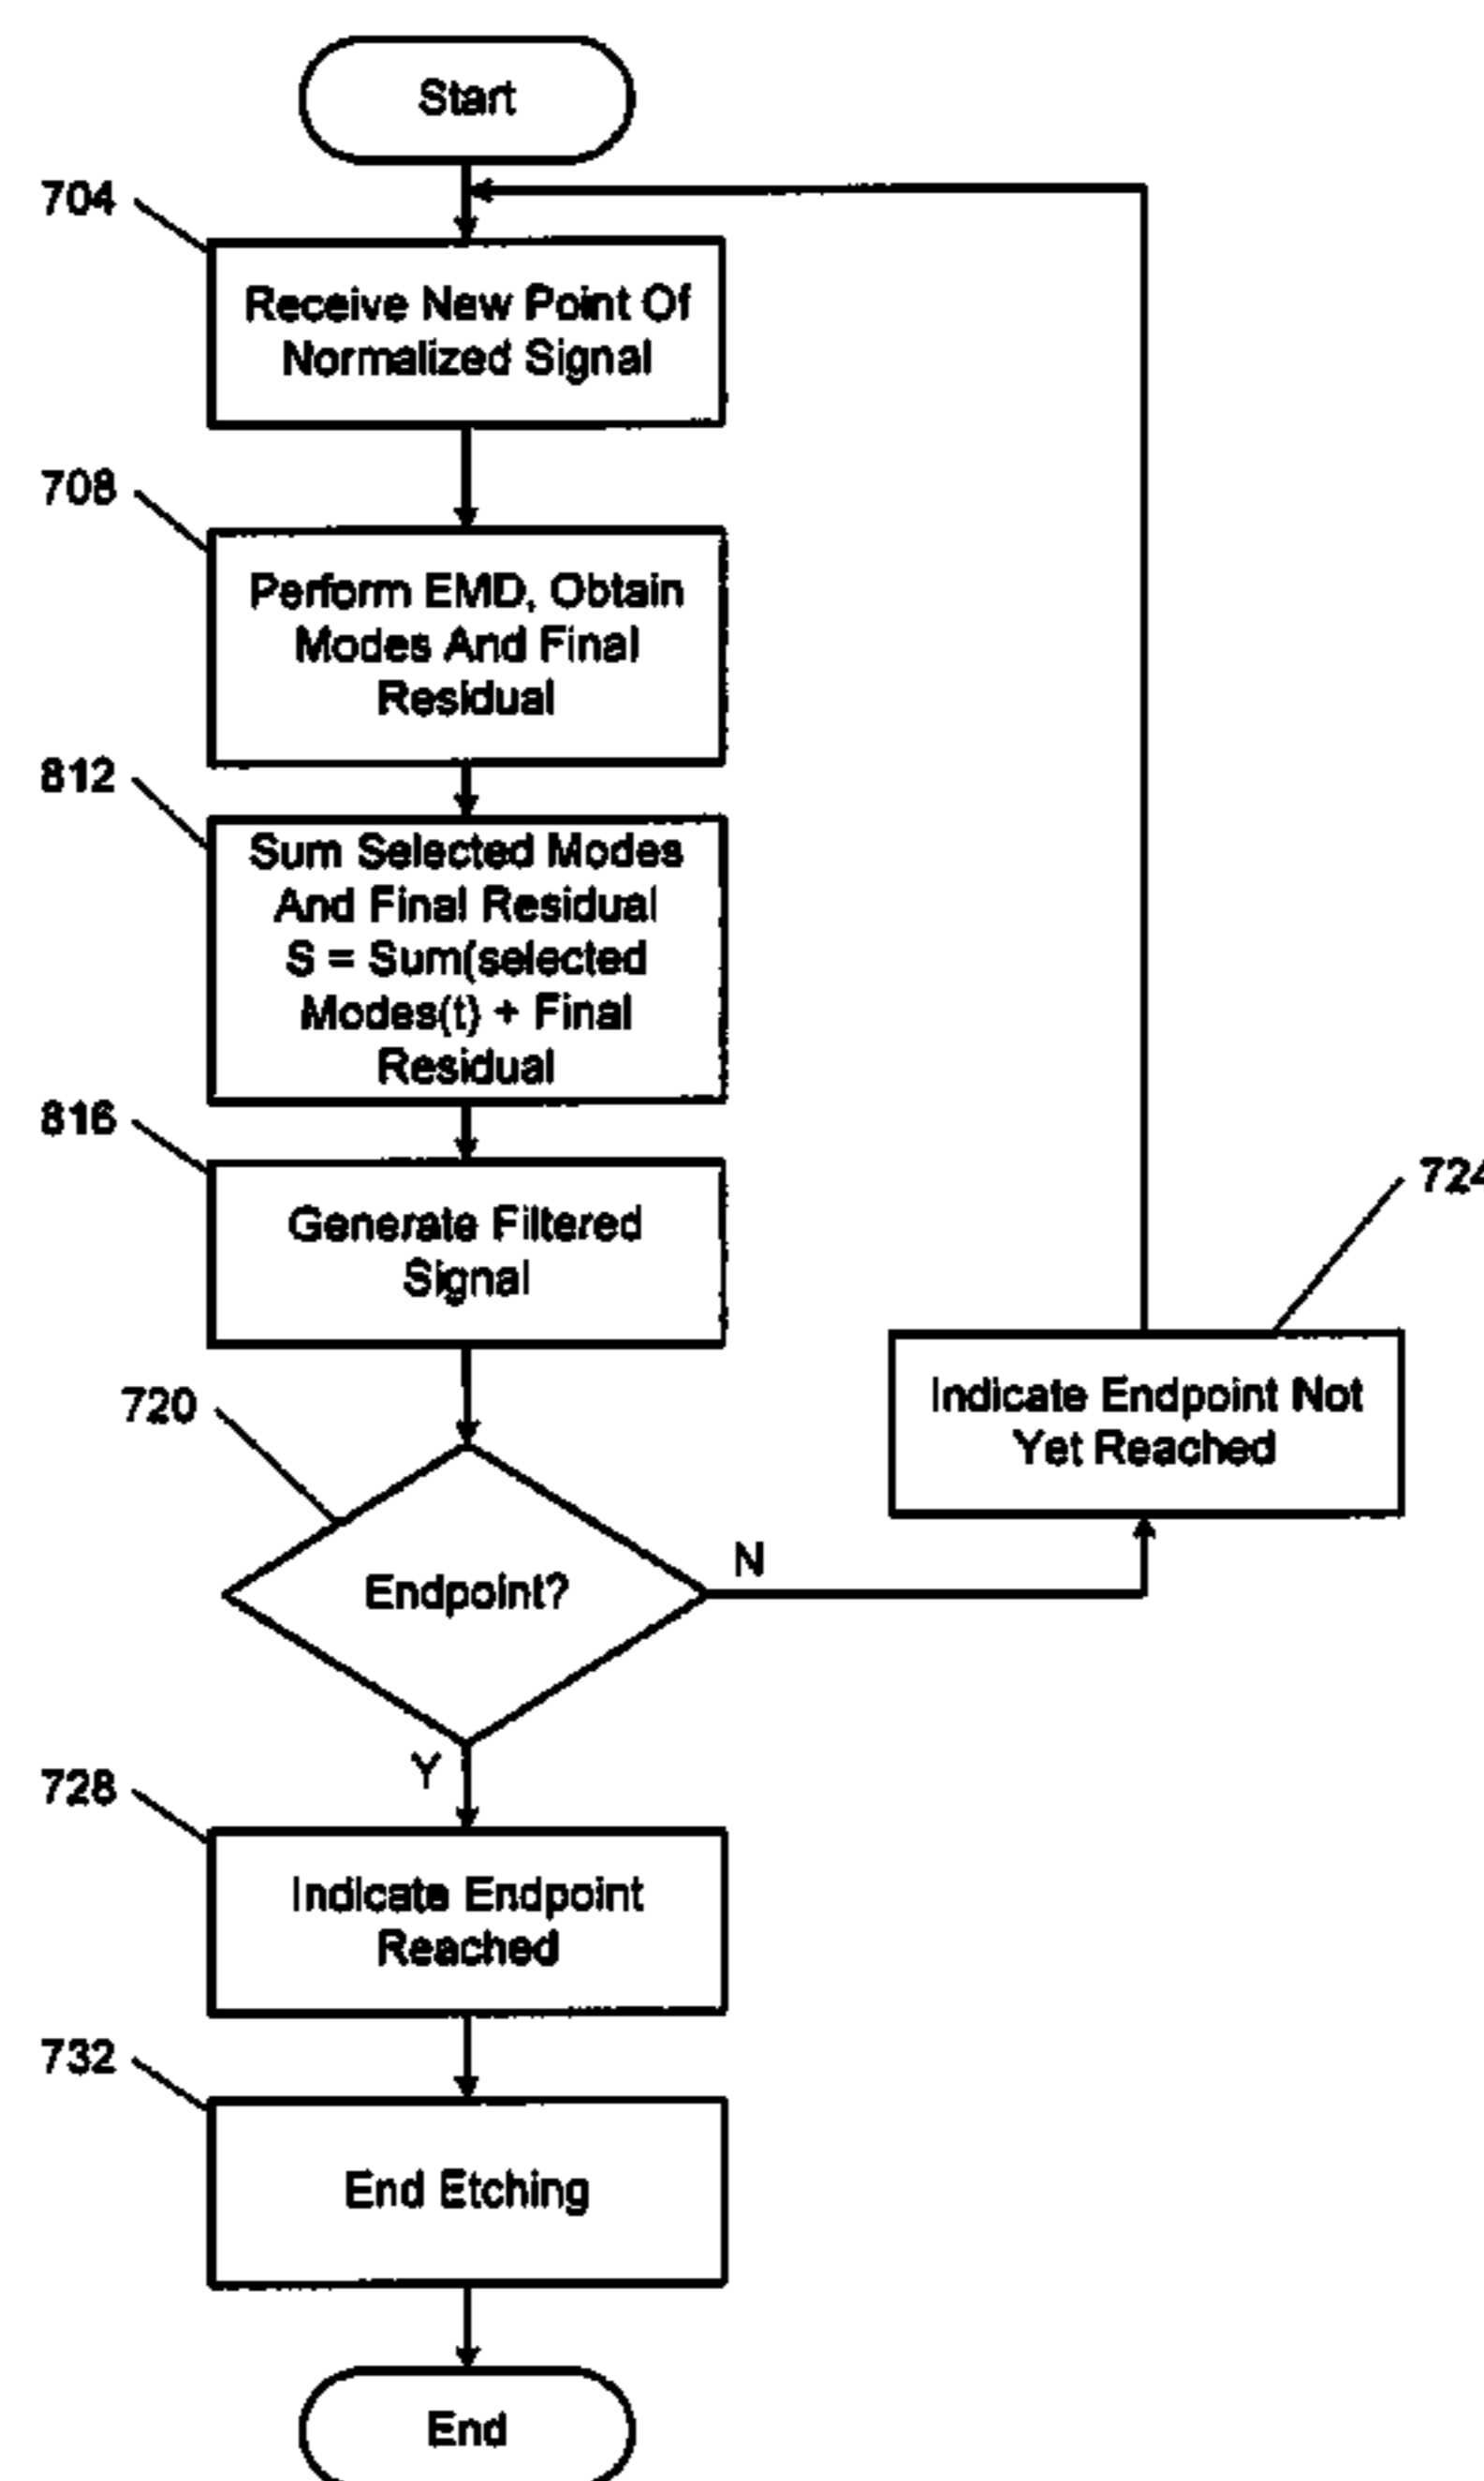 Start
704
Receive New Point Of
Normalized Signal
708
Perform EMD, Obtain
Modes And Final
Residual
812
Sum Selected Modes
And Final Residual
S = Sum(selected
Modes(t) + Final
Residual
816
Generate Filtered
Signal
724
Indicate Endpoint Not
Yet Reached
720
Endpoint?
N
Y
728
Indicate Endpoint
Reached
732
End Etching
End